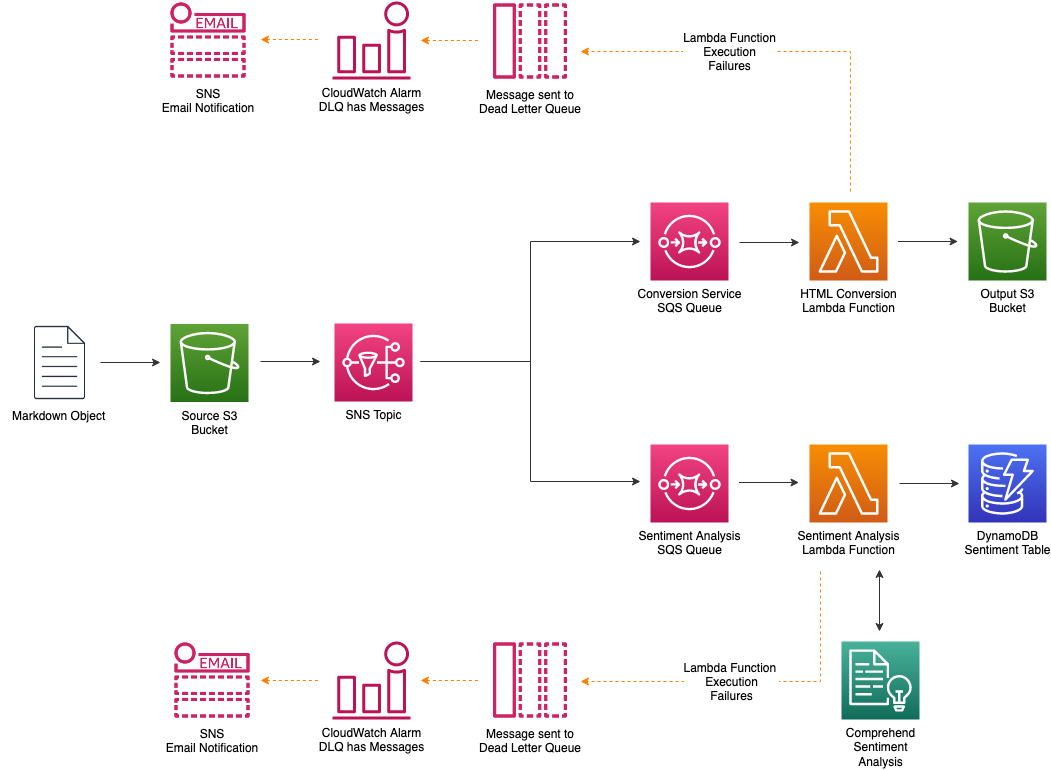 EMAIL
SNS
Email Notification
CloudWatch Alarm
DLQ has Messages
Message sent to
Dead Letter Queue
Lambda Function
Execution
Failures
Conversion Service
SQS Queue
HTML Conversion
Lambda Function
Output S3
Bucket
Markdown Object
Source S3
Bucket
SNS Topic
Sentiment Analysis
SQS Queue
Sentiment Analysis
Lambda Function
DynamoDB
Sentiment Table
EMAIL
SNS
Email Notification
CloudWatch Alarm
DLQ has Messages
Message sent to
Dead Letter Queue
Lambda Function
Execution
Failures
Comprehend
Sentiment
Analysis